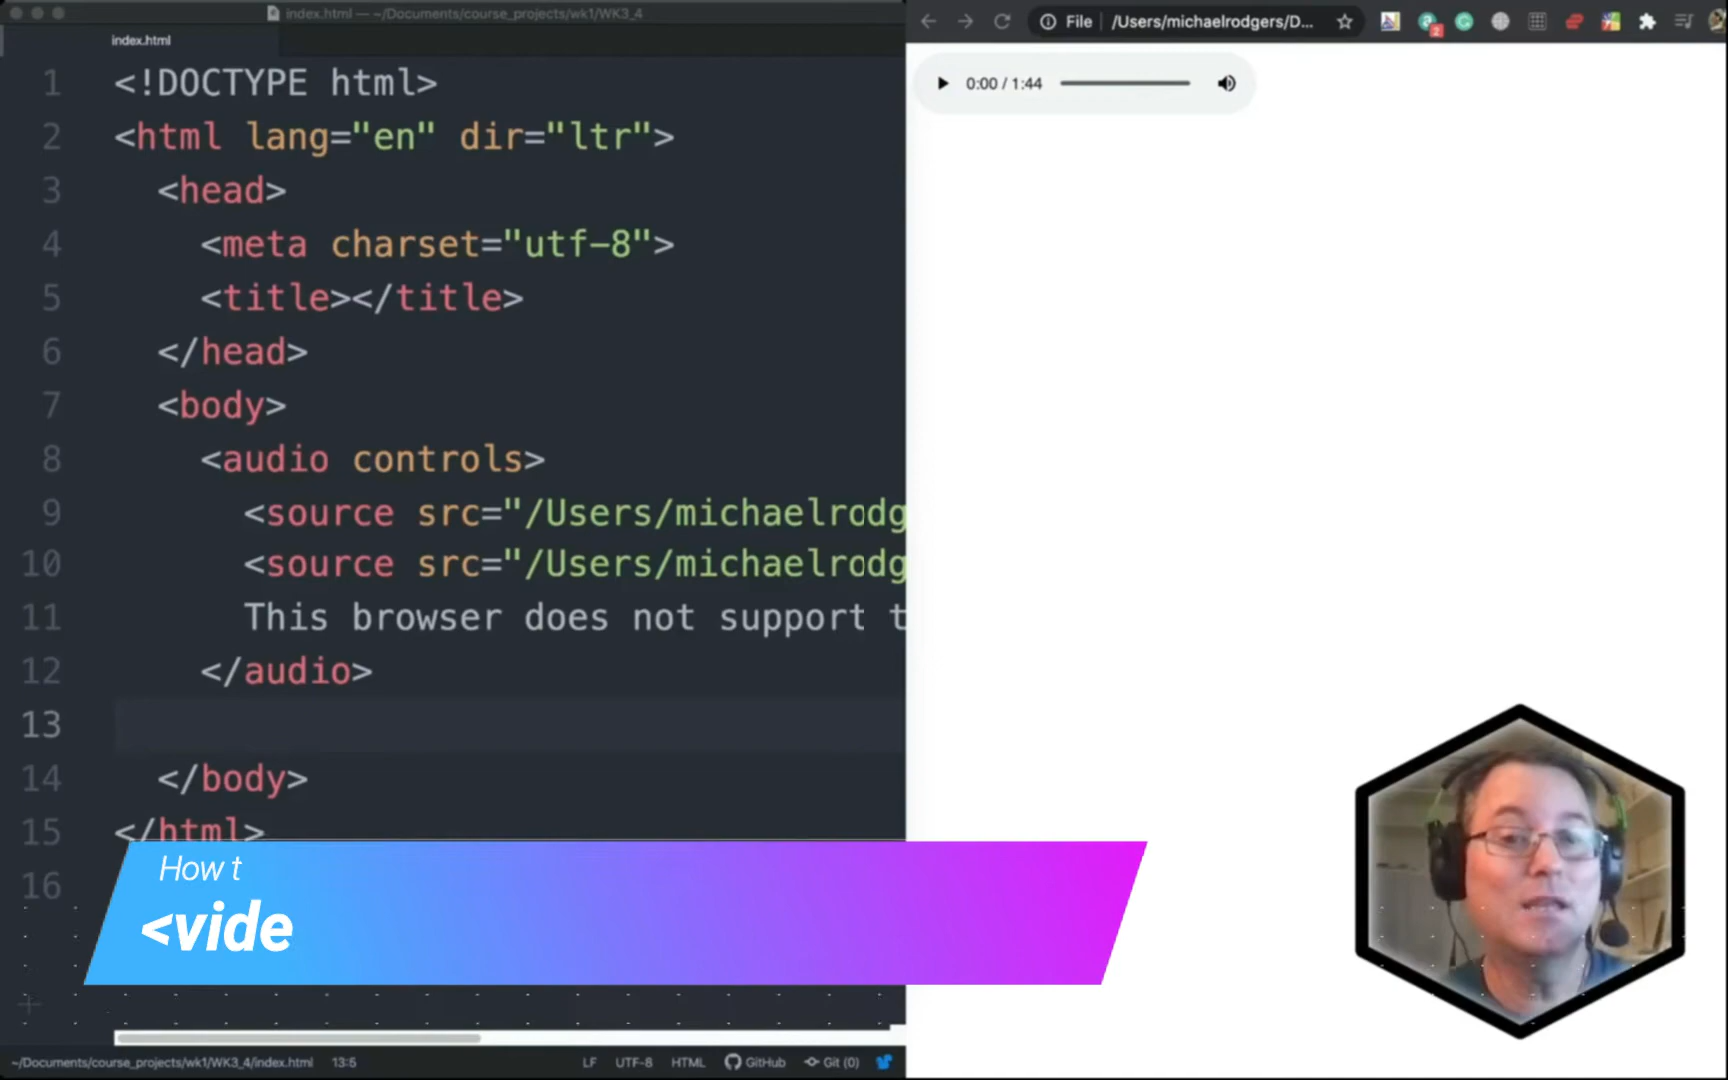 index.html — ~/Documents/course_projects/wk1/WK3_4
index.html
1 <!DOCTYPE html>
2 <html lang="en" dir="ltr">
3 <head>
4 <meta charset="utf-8">
5 <title></title>
6 </head>
7 <body>
8 <audio controls>
9 <source src="/Users/michaelrodg
10 <source src="/Users/michaelrodg
11 This browser does not support t
12 </audio>
13
14 </body>
15 </html>
16
How t
<vide
~/Documents/course_projects/wk1/WK3_4/index.html 13:5 LF UTF-8 HTML GitHub Git (0)
File /Users/michaelrodgers/D...
2
0:00 / 1:44